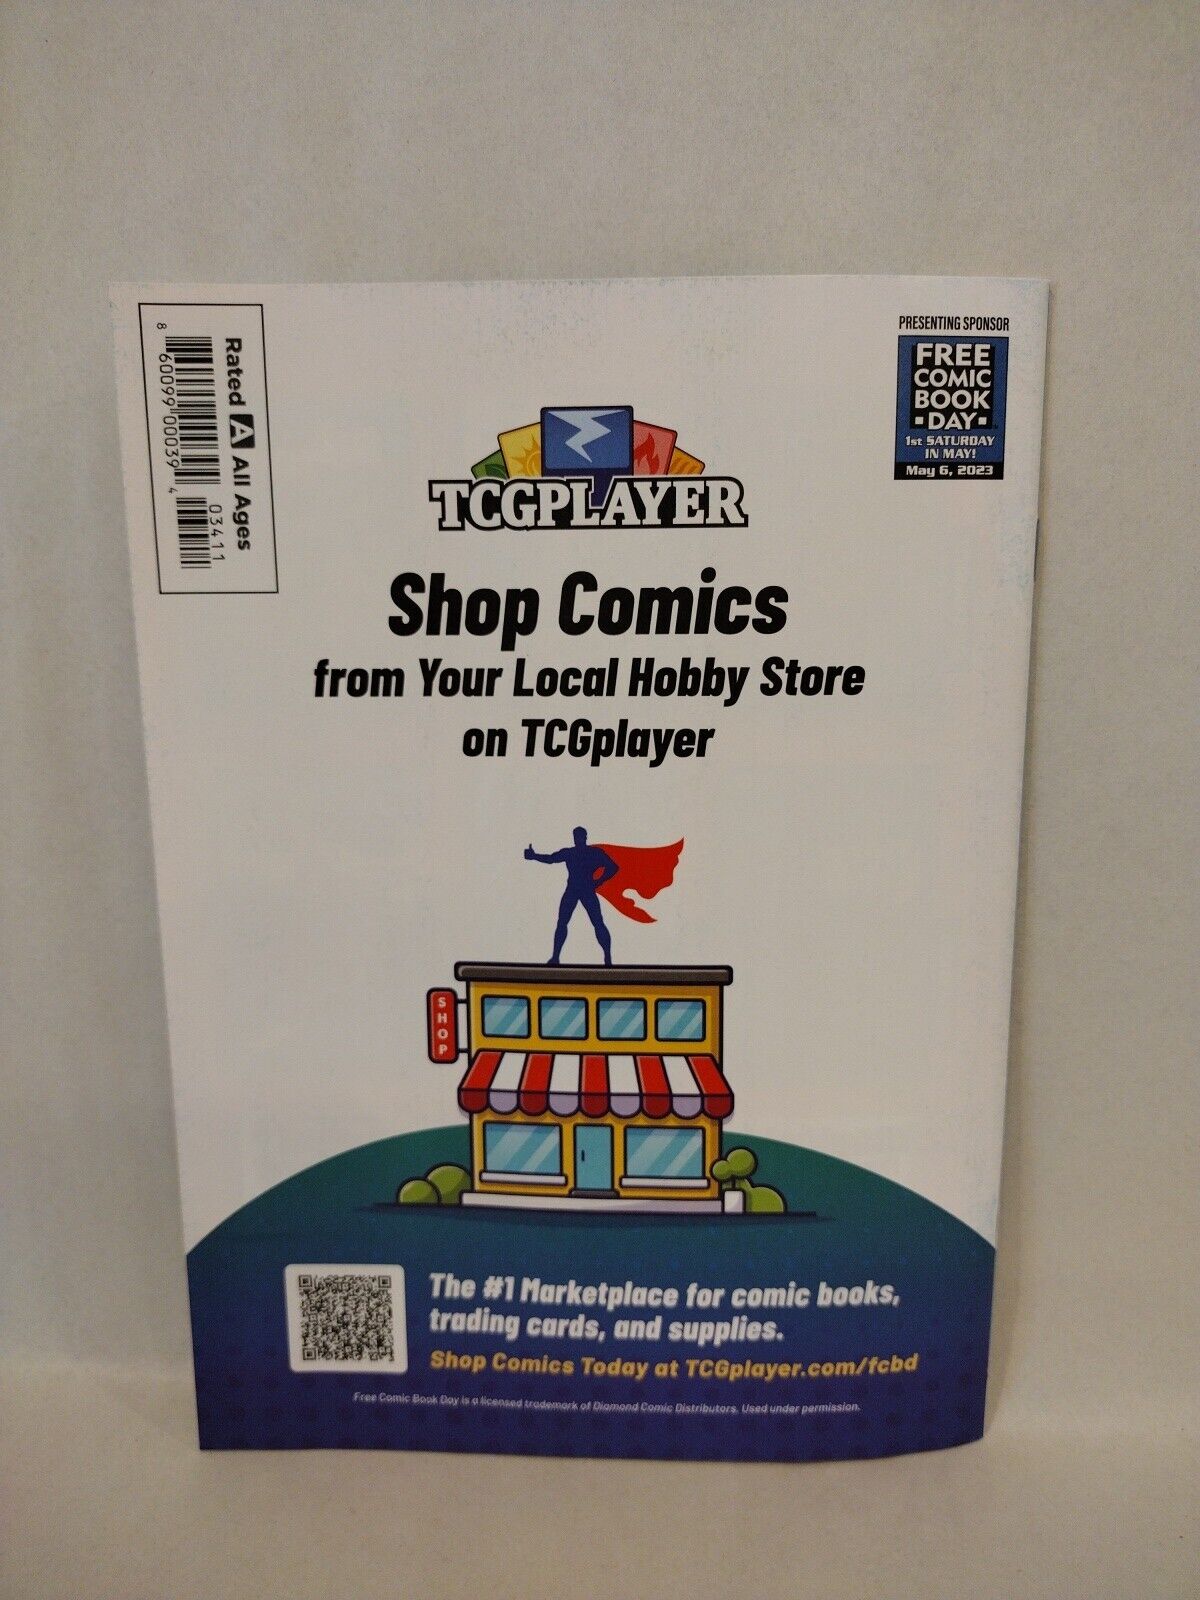 Rated A All Ages
8 60099 00039 4
03411
PRESENTING SPONSOR
FREE
COMIC
BOOK
DAY
1st SATURDAY
IN MAY!
May 6, 2023
TCGPLAYER
Shop Comics
from Your Local Hobby Store
on TCGplayer
SHOP
The #1 Marketplace for comic books,
trading cards, and supplies.
Shop Comics Today at TCGplayer.com/fcbd
Free Comic Book Day is a licensed trademark of Diamond Comic Distributors. Used under permission.